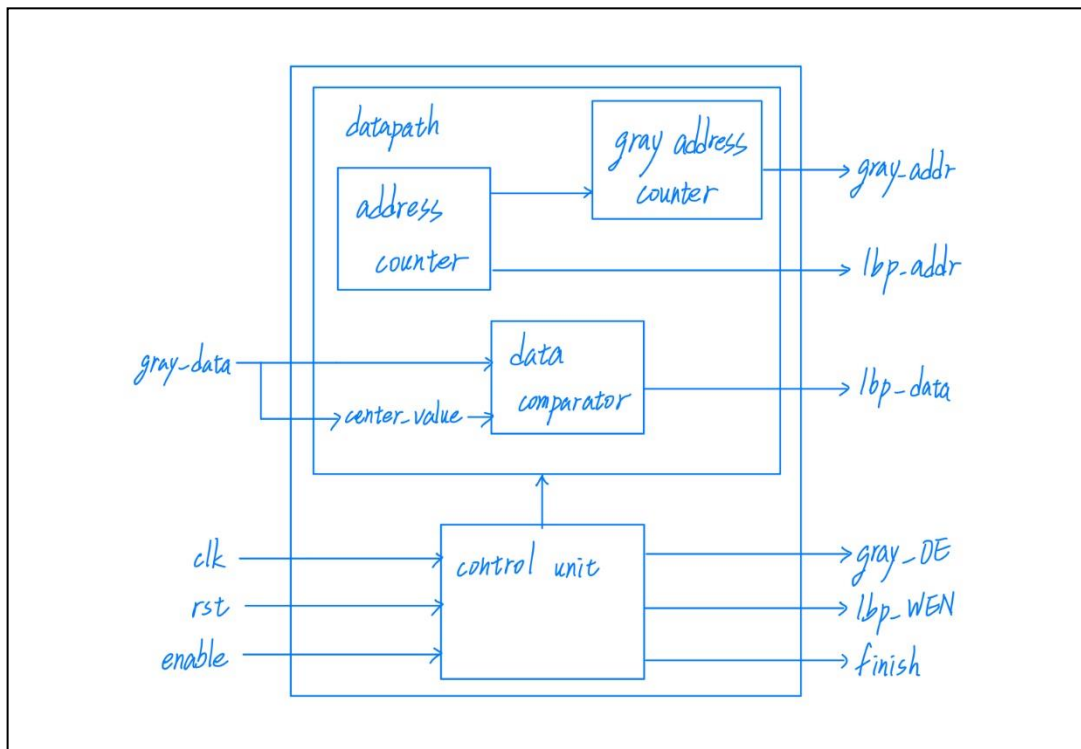 datapath
gray address
counter
gray_addr
address
counter
lbp_addr
gray_data
data
comparator
center_value
lbp_data
clk
control unit
gray_OE
rst
lbp_WEN
enable
finish